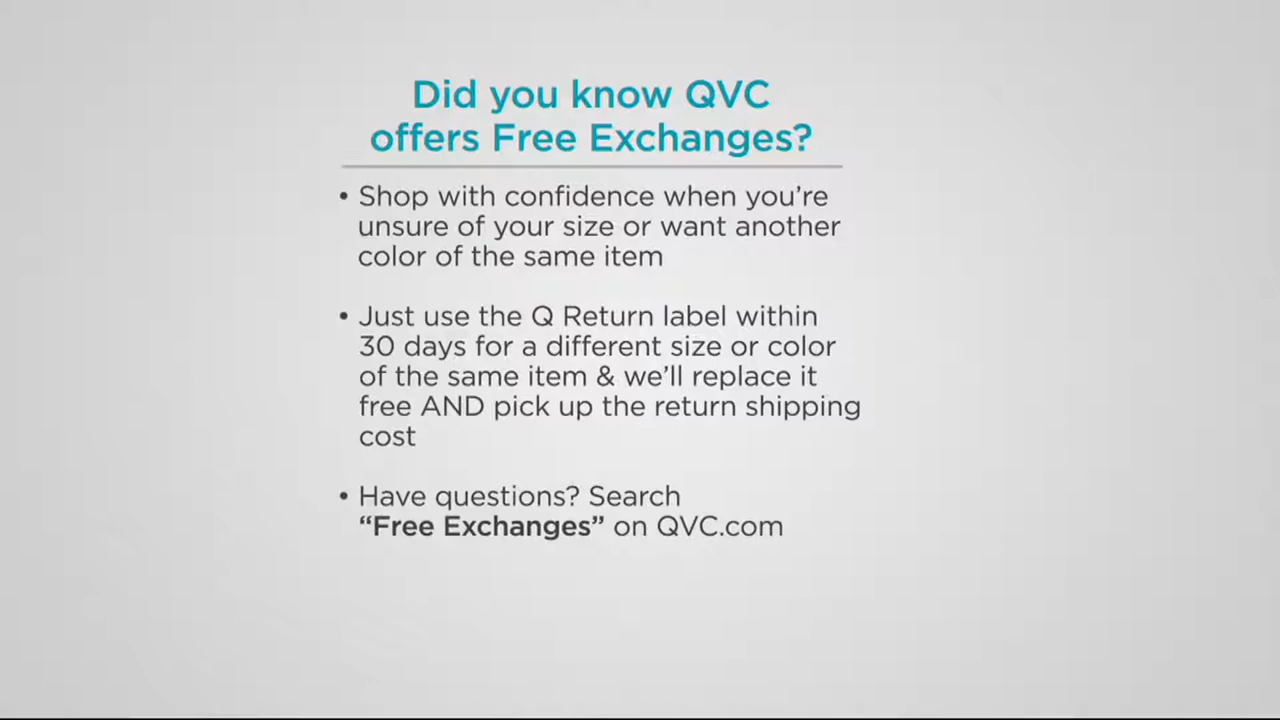 Did you know QVC
offers Free Exchanges?
• Shop with confidence when you’re
unsure of your size or want another
color of the same item
• Just use the Q Return label within
30 days for a different size or color
of the same item & we’ll replace it
free AND pick up the return shipping
cost
• Have questions? Search
“Free Exchanges” on QVC.com